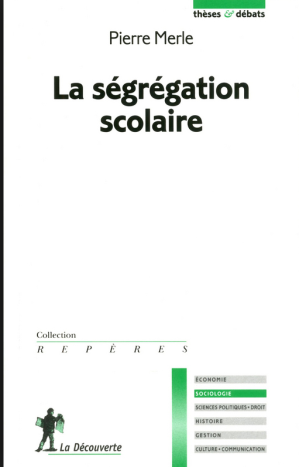 thèses & débats
Pierre Merle
La ségrégation
scolaire
Collection
REPÈRES
ÉCONOMIE
SOCIOLOGIE
SCIENCES POLITIQUES • DROIT
HISTOIRE
GESTION
CULTURE • COMMUNICATION
La Découverte